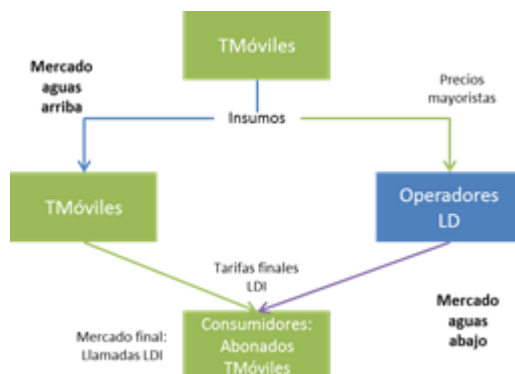 TMóviles
Mercado
aguas
arriba
Precios
mayoristas
Insumos
TMóviles
Operadores
LD
Tarifas finales
LDI
Mercado final:
Llamadas LDI
Consumidores:
Abonados
TMóviles
Mercado
aguas
abajo